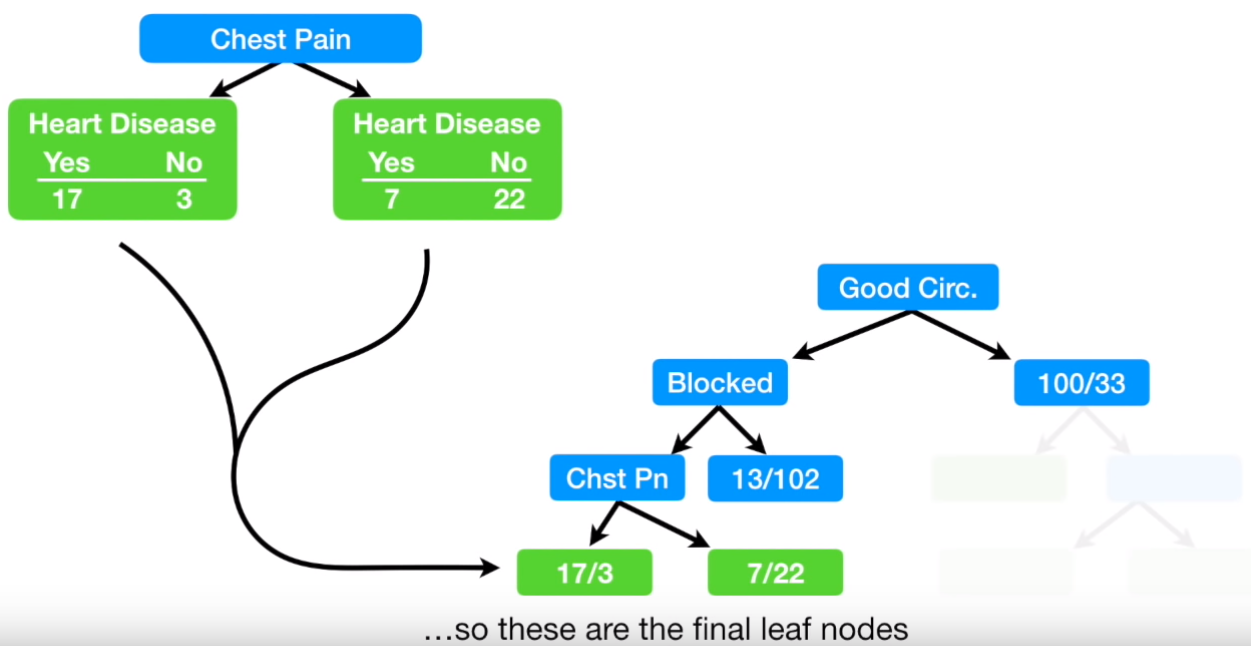 Chest Pain
Heart Disease
Yes No
17 3
Heart Disease
Yes No
7 22
Good Circ.
Blocked
100/33
Chst Pn
13/102
17/3
7/22
...so these are the final leaf nodes